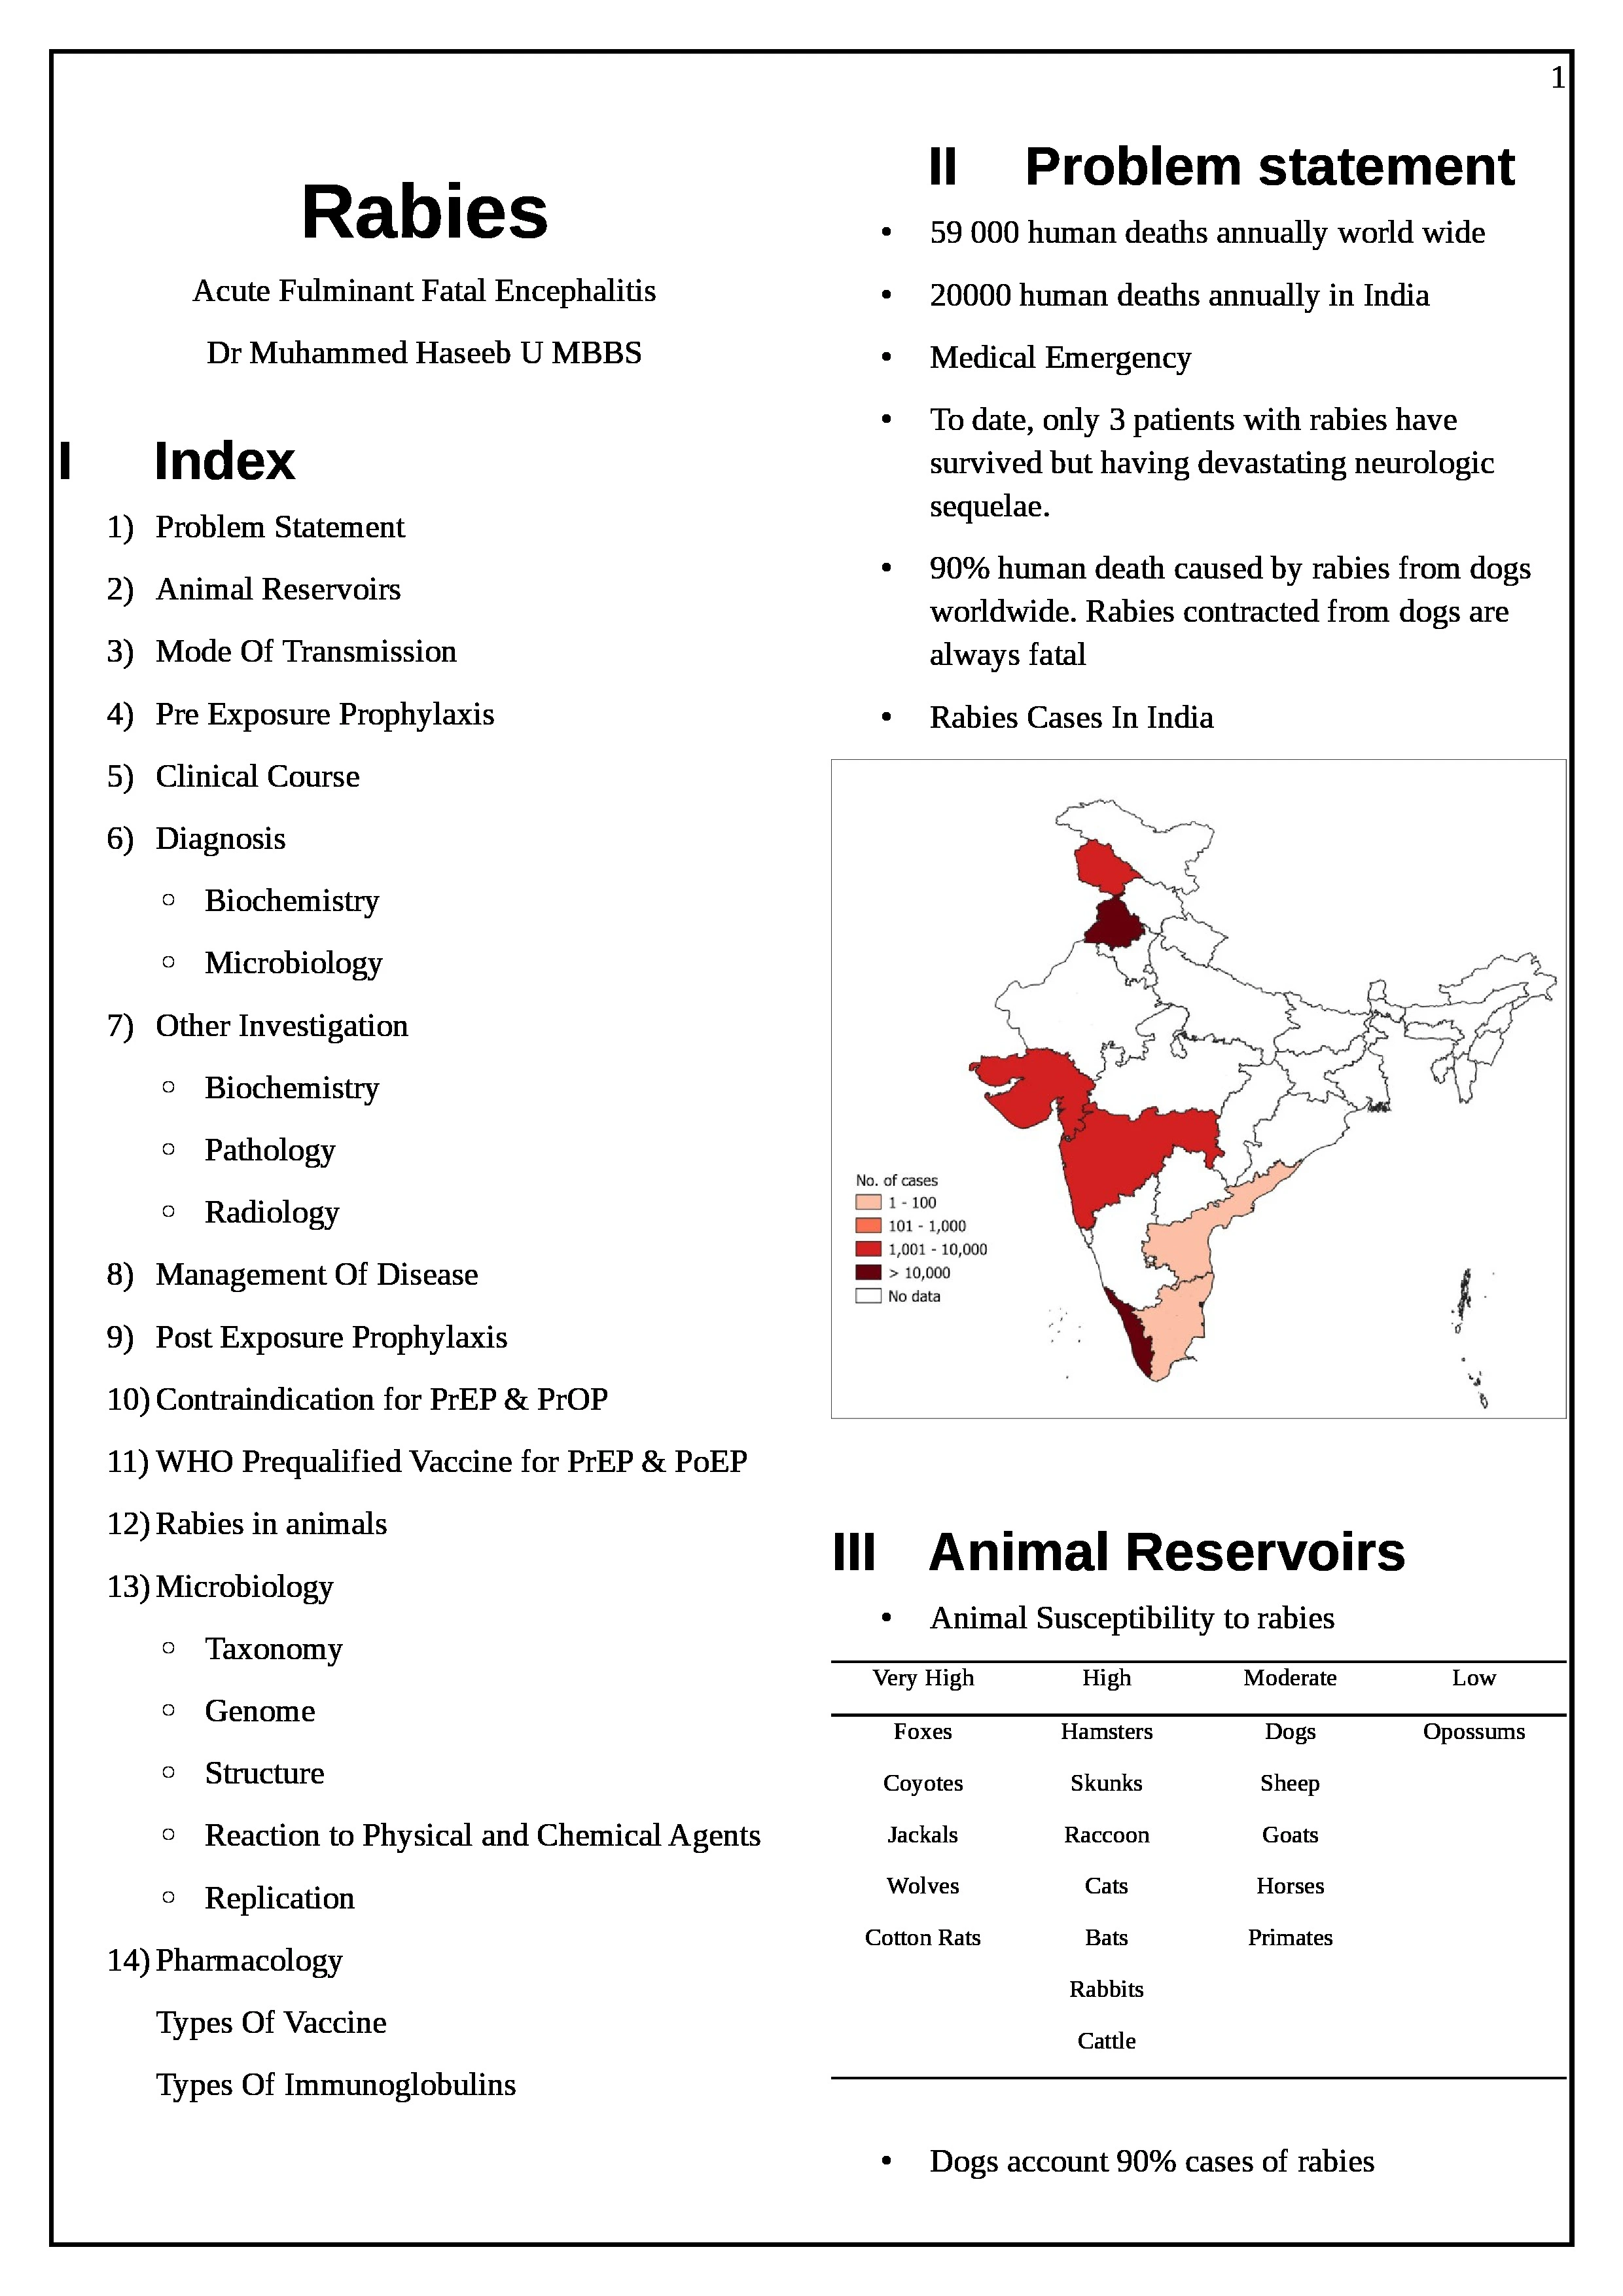 1
Rabies
Acute Fulminant Fatal Encephalitis
Dr Muhammed Haseeb U MBBS
I Index
1) Problem Statement
2) Animal Reservoirs
3) Mode Of Transmission
4) Pre Exposure Prophylaxis
5) Clinical Course
6) Diagnosis
○ Biochemistry
○ Microbiology
7) Other Investigation
○ Biochemistry
○ Pathology
○ Radiology
8) Management Of Disease
9) Post Exposure Prophylaxis
10) Contraindication for PrEP & PrOP
11) WHO Prequalified Vaccine for PrEP & PoEP
12) Rabies in animals
13) Microbiology
○ Taxonomy
○ Genome
○ Structure
○ Reaction to Physical and Chemical Agents
○ Replication
14) Pharmacology
Types Of Vaccine
Types Of Immunoglobulins
II Problem statement
• 59 000 human deaths annually world wide
• 20000 human deaths annually in India
• Medical Emergency
• To date, only 3 patients with rabies have
survived but having devastating neurologic
sequelae.
• 90% human death caused by rabies from dogs
worldwide. Rabies contracted from dogs are
always fatal
• Rabies Cases In India
No. of cases
1 - 100
101 - 1,000
1,001 - 10,000
> 10,000
No data
III Animal Reservoirs
• Animal Susceptibility to rabies
Very High High Moderate Low
Foxes Hamsters Dogs Opossums
Coyotes Skunks Sheep
Jackals Raccoon Goats
Wolves Cats Horses
Cotton Rats Bats Primates
Rabbits
Cattle
• Dogs account 90% cases of rabies